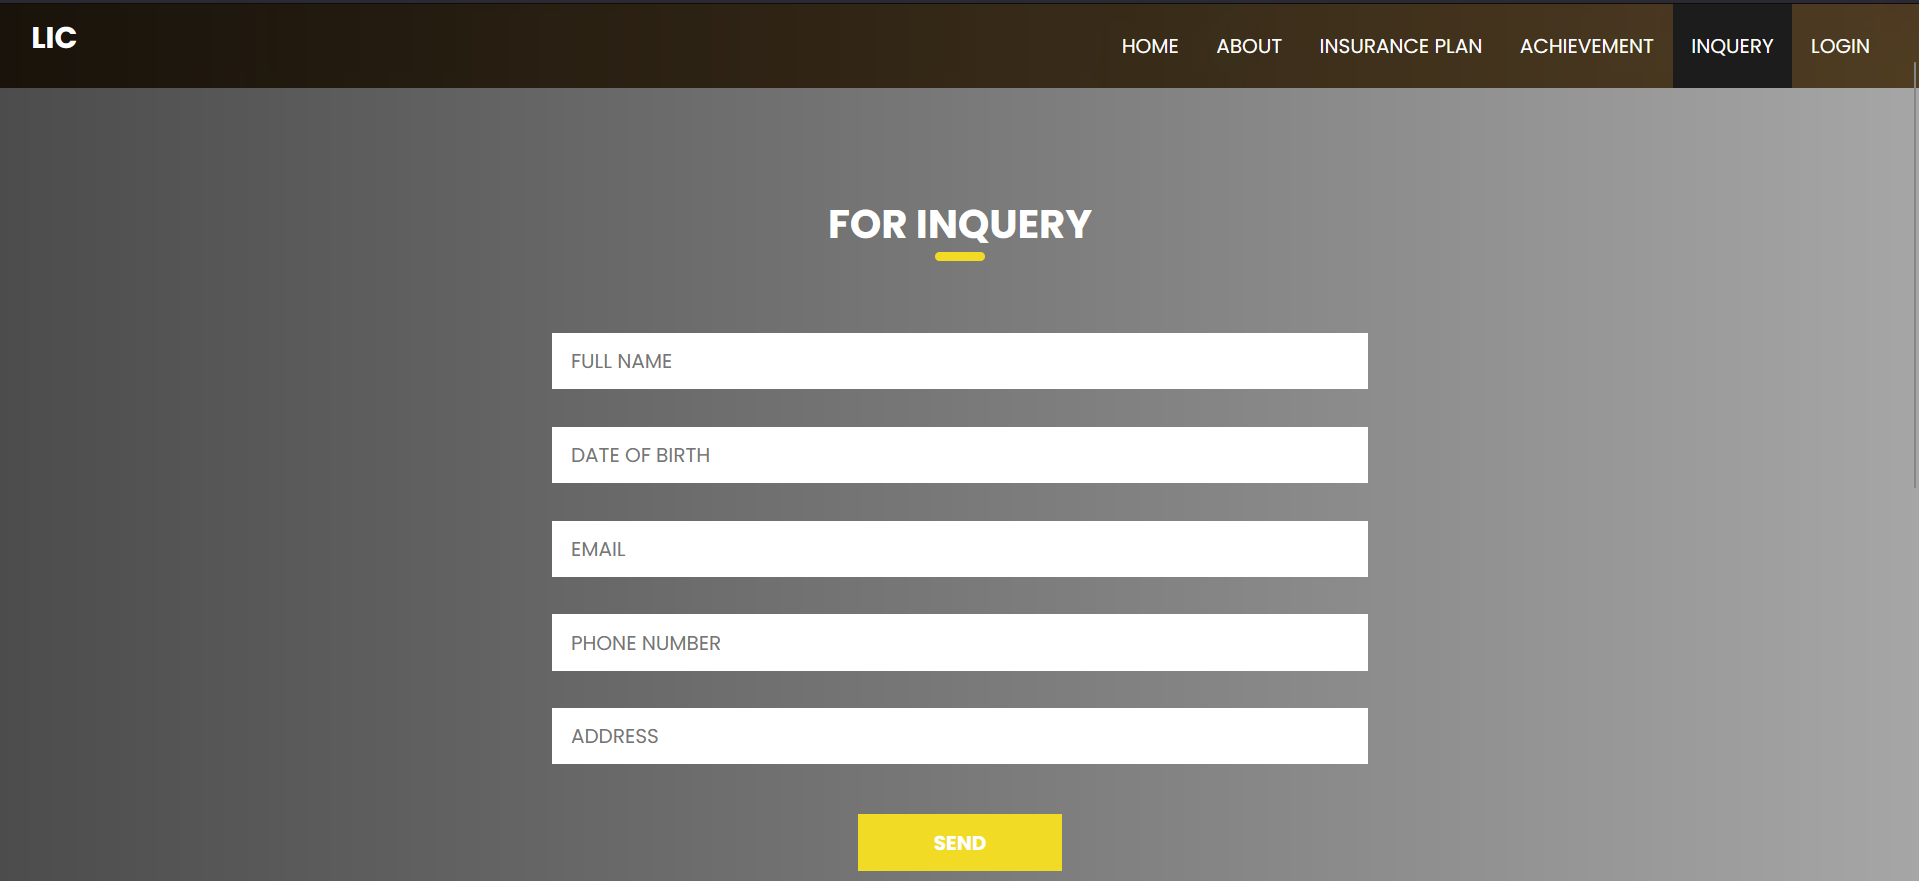 LIC
HOME ABOUT INSURANCE PLAN ACHIEVEMENT INQUERY LOGIN
FOR INQUERY
FULL NAME
DATE OF BIRTH
EMAIL
PHONE NUMBER
ADDRESS
SEND